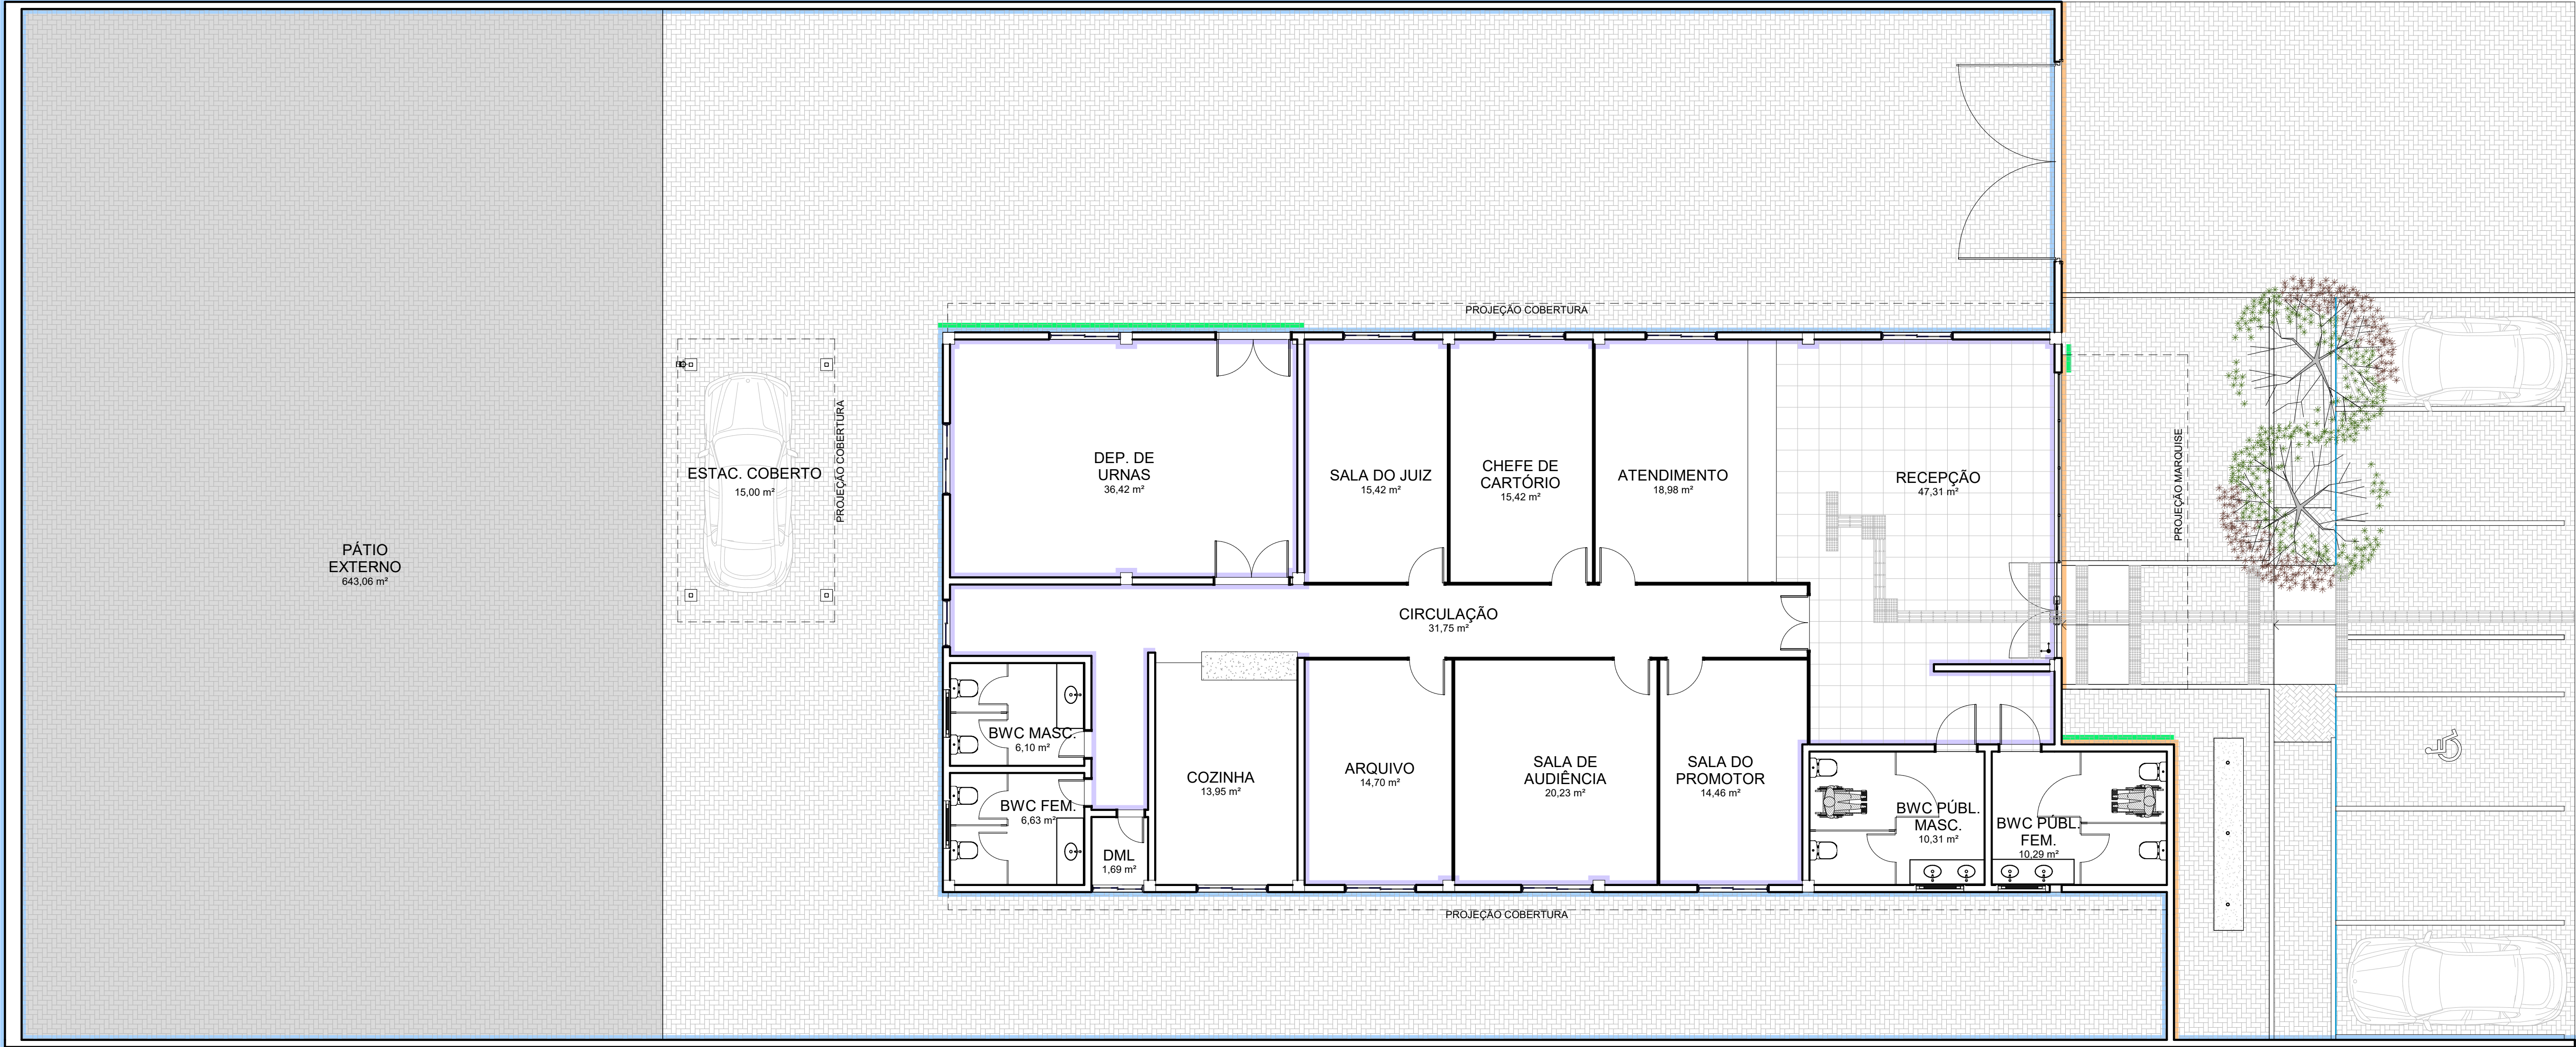 PROJEÇÃO COBERTURA
PROJEÇÃO COBERTURA
PROJEÇÃO MARQUISE
DEP. DE
URNAS
36,42 m²
SALA DO JUIZ
15,42 m²
CHEFE DE
CARTÓRIO
15,42 m²
ATENDIMENTO
18,98 m²
RECEPÇÃO
47,31 m²
ESTAC. COBERTO
15,00 m²
PÁTIO
EXTERNO
643,06 m²
CIRCULAÇÃO
31,75 m²
BWC MASC.
6,10 m²
BWC FEM.
6,63 m²
DML
1,69 m²
COZINHA
13,95 m²
ARQUIVO
14,70 m²
SALA DE
AUDIÊNCIA
20,23 m²
SALA DO
PROMOTOR
14,46 m²
BWC PÚBL.
MASC.
10,31 m²
BWC PÚBL.
FEM.
10,29 m²
PROJEÇÃO COBERTURA